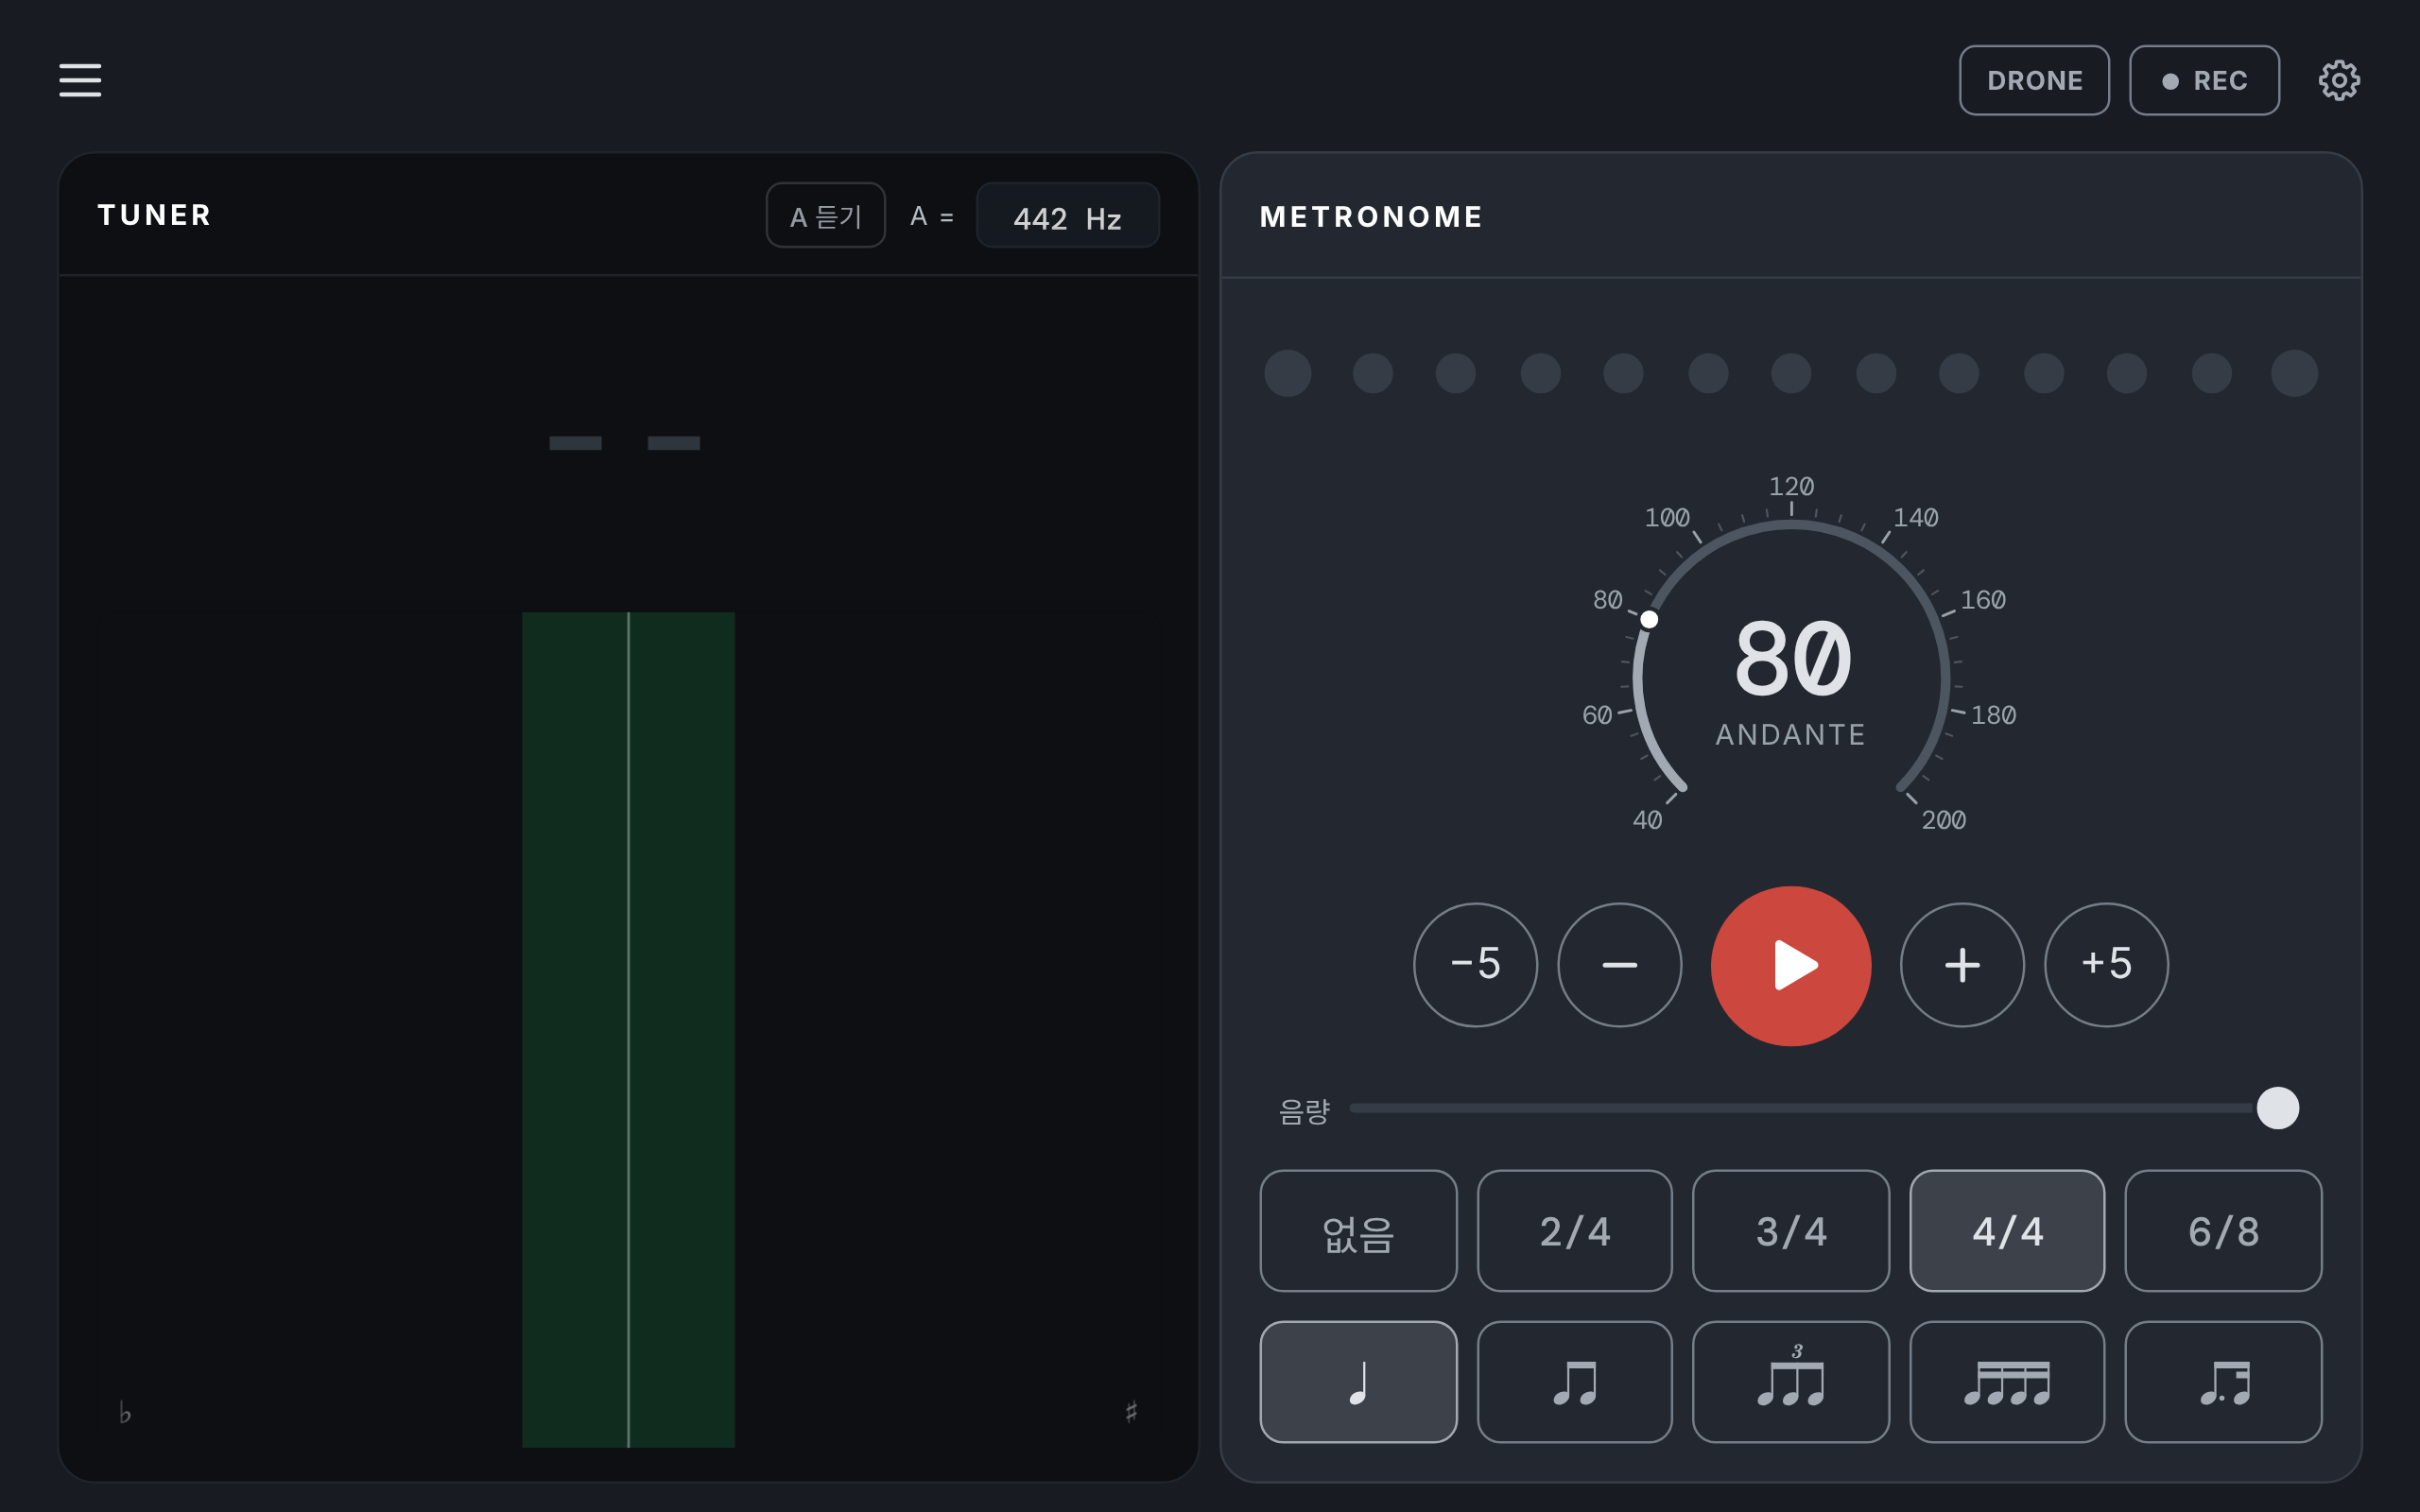 DRONE
REC
TUNER
A 듣기
A =
442 Hz
METRONOME
120
100
140
80
160
80
ANDANTE
60
180
40
200
−5
−
+
+5
음량
없음
2/4
3/4
4/4
6/8
3
♭
♯